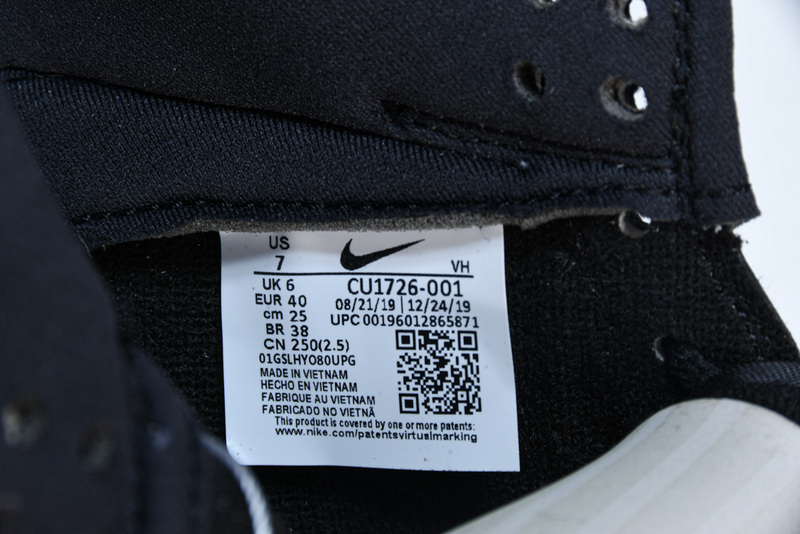 US
7
VH
UK 6
CU1726-001
EUR 40
08/21/19 | 12/24/19
cm 25
UPC 00196012865871
BR 38
CN 250(2.5)
01GSLHYO80UPG
MADE IN VIETNAM
HECHO EN VIETNAM
FABRIQUE AU VIETNAM
FABRICADO NO VIETNÃ
This product is covered by one or more patents:
www.nike.com/patentsvirtualmarking